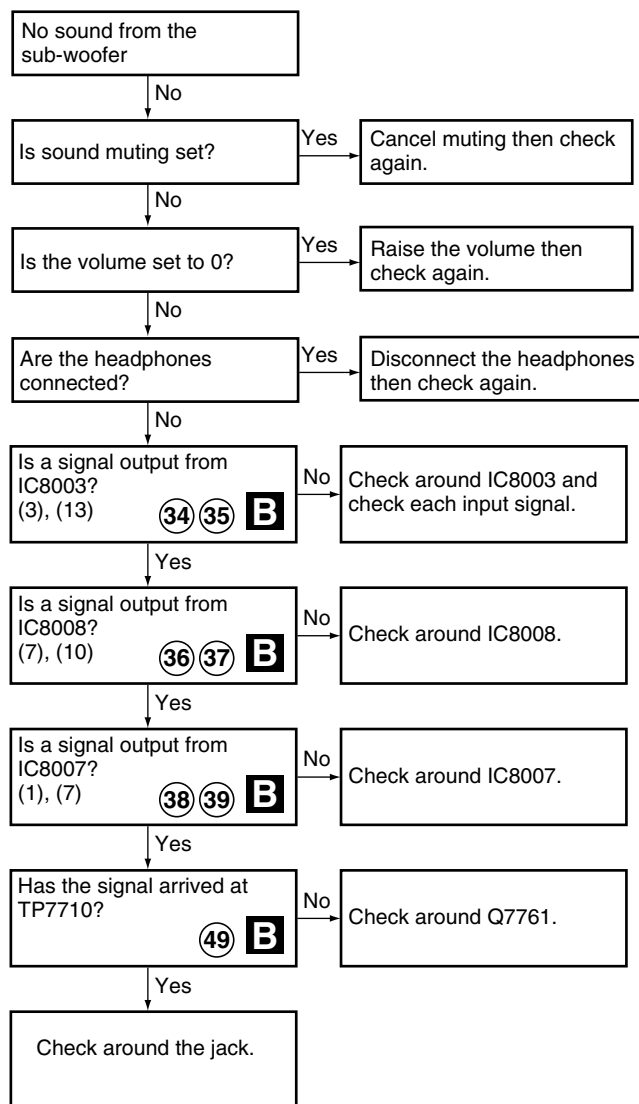 No sound from the
sub-woofer
No
Is sound muting set?
Yes
Cancel muting then check
again.
No
Is the volume set to 0?
Yes
Raise the volume then
check again.
No
Are the headphones
connected?
Yes
Disconnect the headphones
then check again.
No
Is a signal output from
IC8003?
(3), (13)
34 35 B
No
Check around IC8003 and
check each input signal.
Yes
Is a signal output from
IC8008?
(7), (10)
36 37 B
No
Check around IC8008.
Yes
Is a signal output from
IC8007?
(1), (7)
38 39 B
No
Check around IC8007.
Yes
Has the signal arrived at
TP7710?
49 B
No
Check around Q7761.
Yes
Check around the jack.